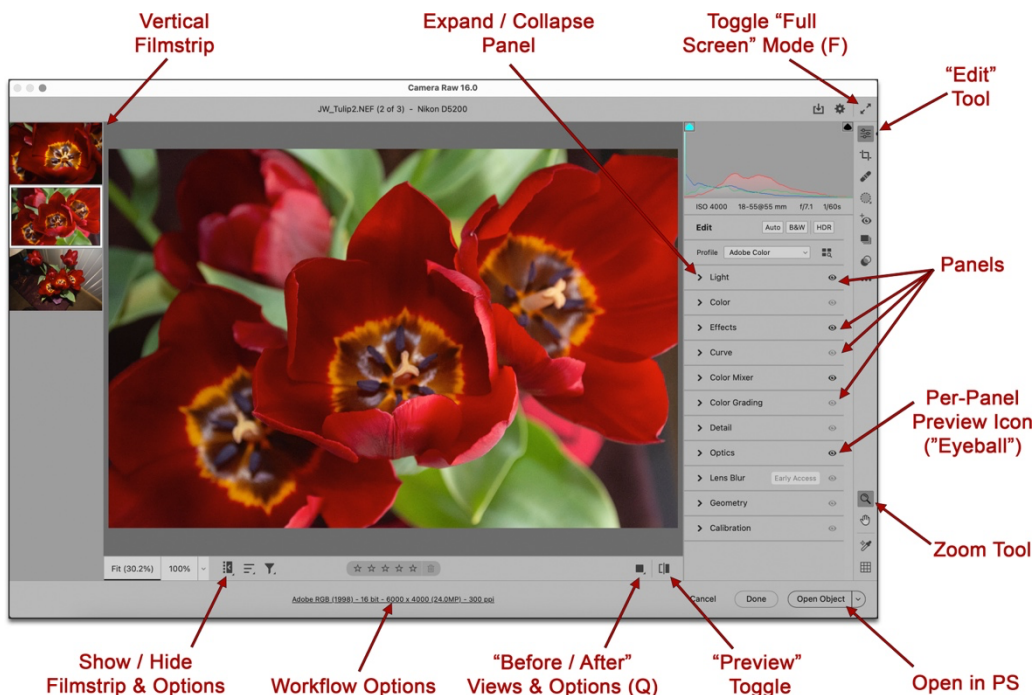 Vertical
Filmstrip
Expand / Collapse
Panel
Toggle “Full
Screen” Mode (F)
“Edit”
Tool
Camera Raw 16.0
JW_Tulip2.NEF (2 of 3) - Nikon D5200
ISO 4000 18-55@55 mm f/7.1 1/60s
Edit Auto B&W HDR
Profile Adobe Color
Light
Color
Effects
Curve
Color Mixer
Color Grading
Detail
Optics
Lens Blur Early Access
Geometry
Calibration
Panels
Per-Panel
Preview Icon
("Eyeball")
Zoom Tool
Fit (30.2%) 100%
Adobe RGB (1998) - 16 bit - 6000 x 4000 (24.0MP) - 300 ppi
Cancel Done Open Object
Show / Hide
Filmstrip & Options
Workflow Options
“Before / After”
Views & Options (Q)
“Preview”
Toggle
Open in PS